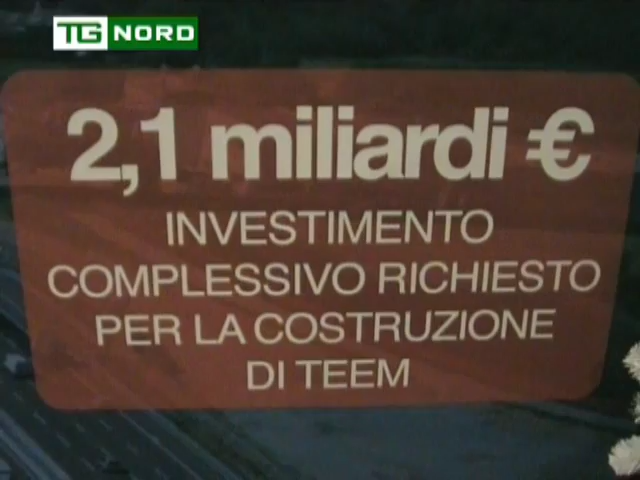 TG NORD
2,1 miliardi €
INVESTIMENTO
COMPLESSIVO RICHIESTO
PER LA COSTRUZIONE
DI TEEM